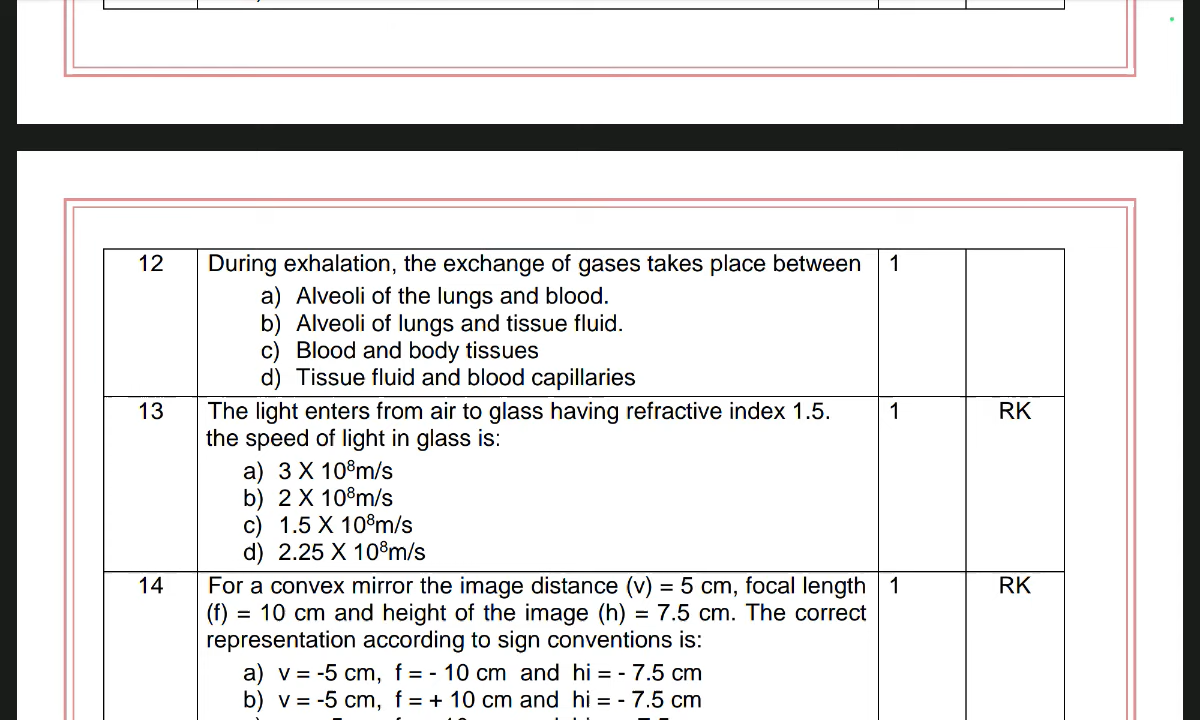 12 During exhalation, the exchange of gases takes place between 1
a) Alveoli of the lungs and blood.
b) Alveoli of lungs and tissue fluid.
c) Blood and body tissues
d) Tissue fluid and blood capillaries
13 The light enters from air to glass having refractive index 1.5. 1 RK
the speed of light in glass is:
a) 3 X 10⁸m/s
b) 2 X 10⁸m/s
c) 1.5 X 10⁸m/s
d) 2.25 X 10⁸m/s
14 For a convex mirror the image distance (v) = 5 cm, focal length 1 RK
(f) = 10 cm and height of the image (h) = 7.5 cm. The correct
representation according to sign conventions is:
a) v = -5 cm, f = - 10 cm and hi = - 7.5 cm
b) v = -5 cm, f = + 10 cm and hi = - 7.5 cm